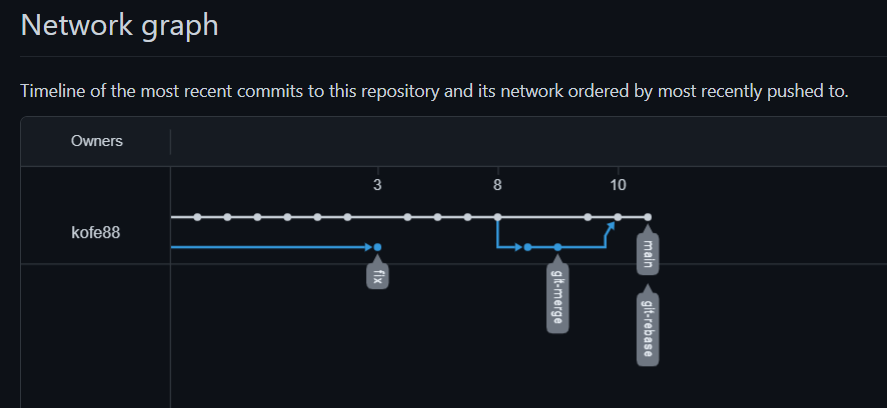 Network graph
Timeline of the most recent commits to this repository and its network ordered by most recently pushed to.
Owners
3 8 10
kofe88
main
fix
git-merge
git-rebase